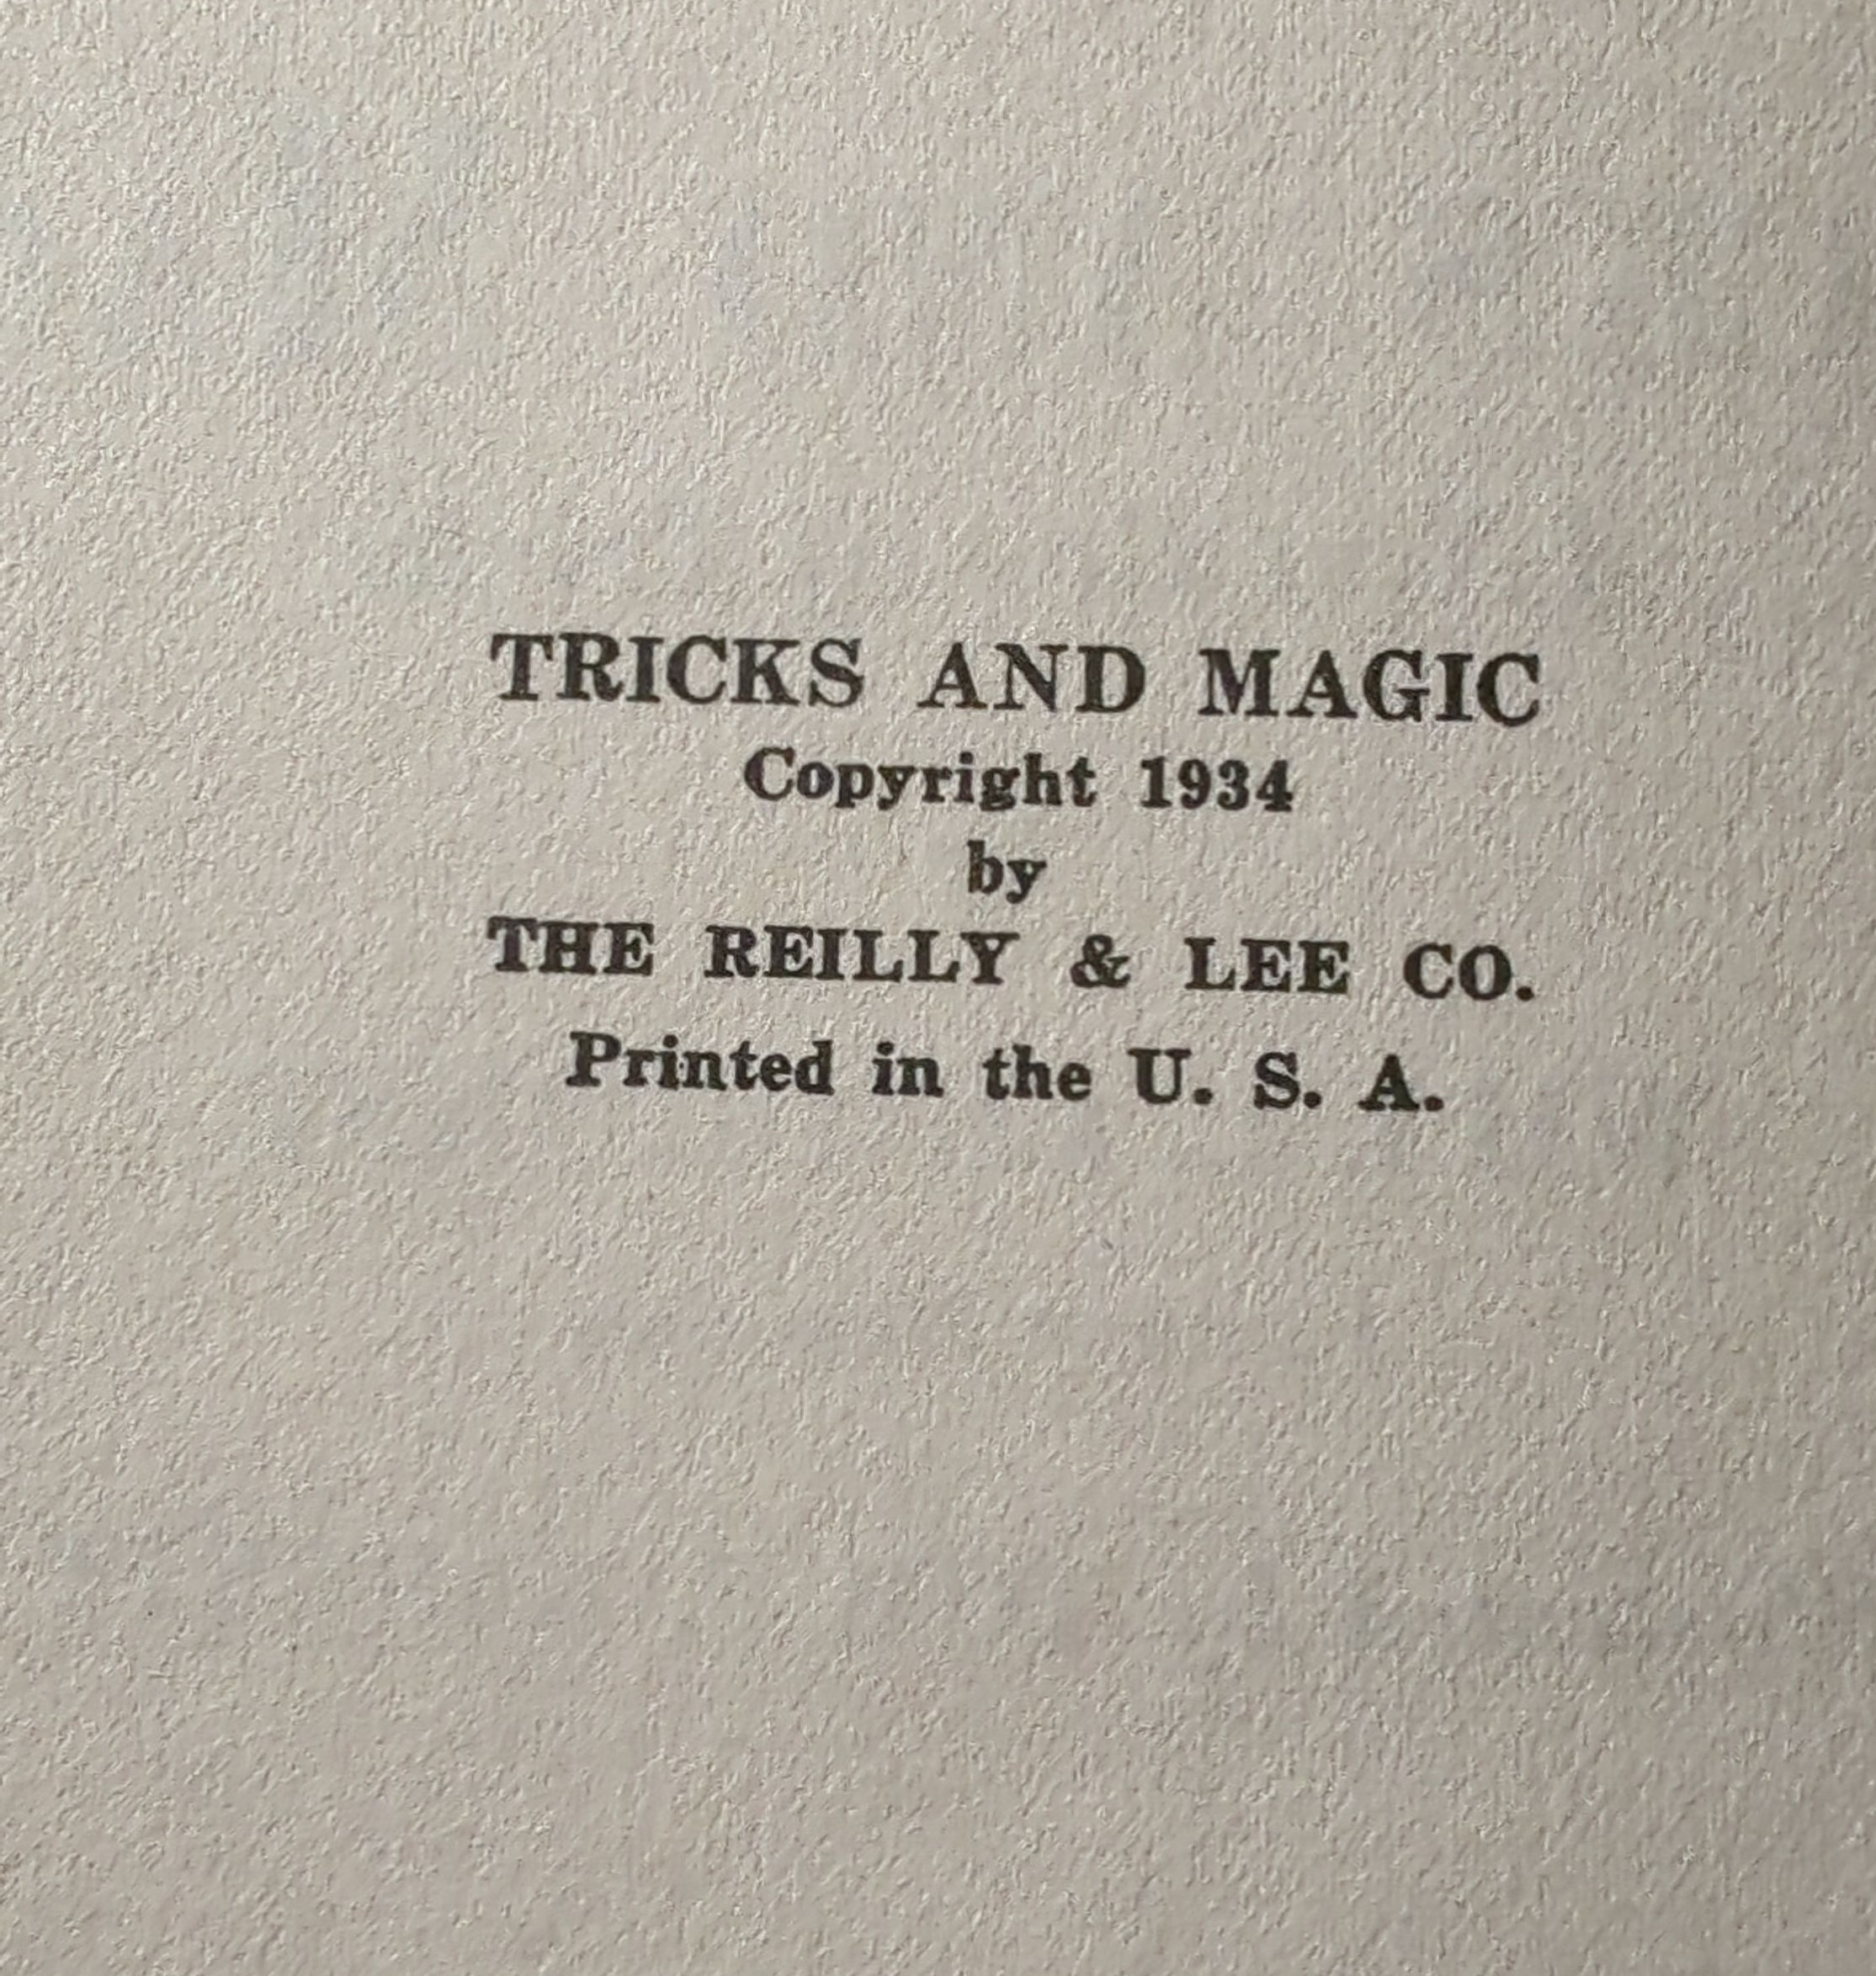 TRICKS AND MAGIC
Copyright 1934
by
THE REILLY & LEE CO.
Printed in the U. S. A.